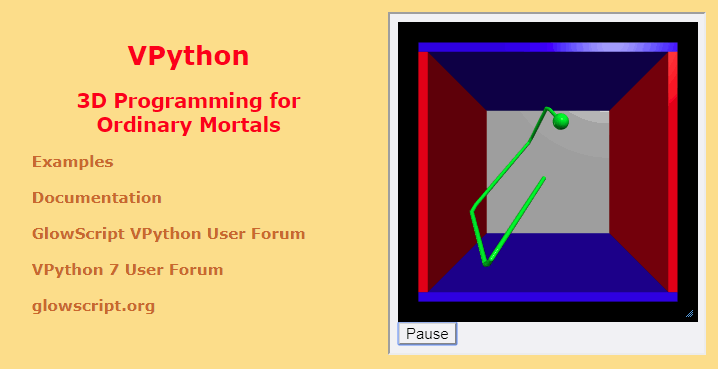 VPython
3D Programming for
Ordinary Mortals
Examples
Documentation
GlowScript VPython User Forum
VPython 7 User Forum
glowscript.org
Pause